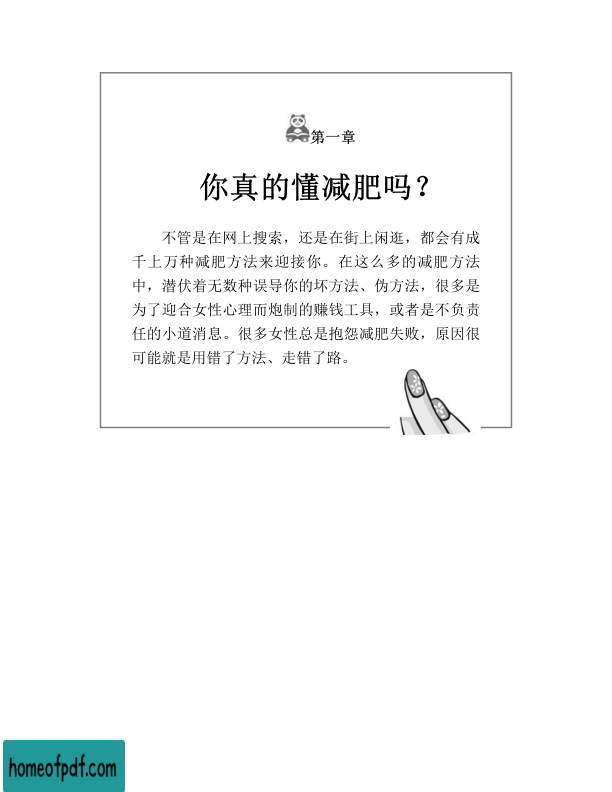 第一章
你真的懂减肥吗？
不管是在网上搜索，还是在街上闲逛，都会有成
千上万种减肥方法来迎接你。在这么多的减肥方法
中，潜伏着无数种误导你的坏方法、伪方法，很多是
为了迎合女性心理而炮制的赚钱工具，或者是不负责
任的小道消息。很多女性总是抱怨减肥失败，原因很
可能就是用错了方法、走错了路。
homeofpdf.com